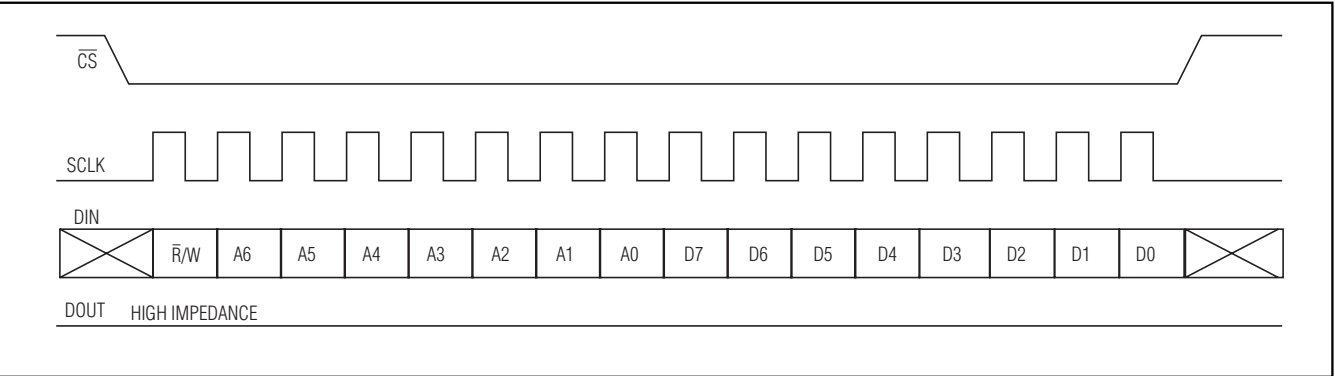 C̅S̅
SCLK
DIN
R̅/W A6 A5 A4 A3 A2 A1 A0 D7 D6 D5 D4 D3 D2 D1 D0
DOUT HIGH IMPEDANCE